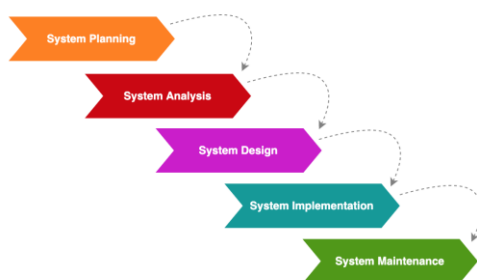 System Planning
System Analysis
System Design
System Implementation
System Maintenance